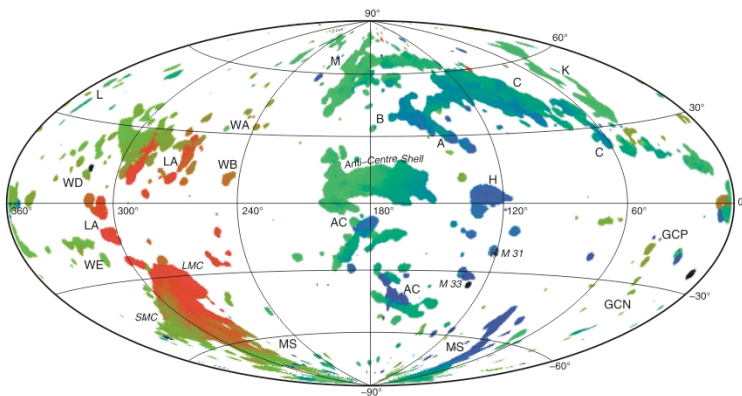 90°
60°
M
C
K
L
B
30°
WA
A
LA
C
WB
Anti-Centre Shell
WD
H
360°
300°
240°
180°
120°
60°
0
LA
AC
GCP
WE
LMC
M 31
M 33
AC
-30°
GCN
SMC
MS
MS
-60°
-90°